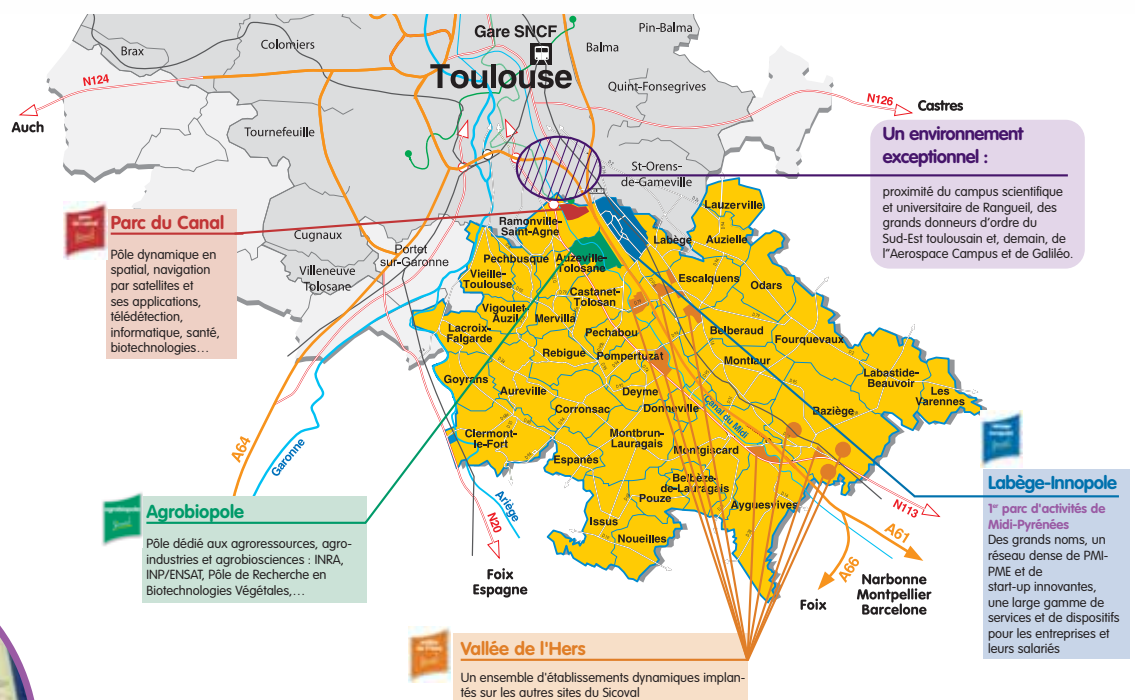 Gare SNCF
Toulouse
Brax
Colomiers
Balma
Pin-Balma
Quint-Fonsegrives
Tournefeuille
N124
Auch
N126
Castres
Un environnement
exceptionnel :
proximité du campus scientifique
et universitaire de Rangueil, des
grands donneurs d'ordre du
Sud-Est toulousain et, demain, de
l"Aerospace Campus et de Galiléo.
St-Orens-
de-Gameville
Cugnaux
Villeneuve
Tolosane
Portet
sur-Garonne
Parc du Canal
Pôle dynamique en
spatial, navigation
par satellites et
ses applications,
télédétection,
informatique, santé,
biotechnologies...
Ramonville-
Saint-Agne
Labège
Lauzerville
Auzielle
Pechbusque
Auzeville-
Tolosane
Vieille-
Toulouse
Castanet-
Tolosan
Escalquens
Odars
Vigoulet-
Auzil
Mervilla
Lacroix-
Falgarde
Pechabou
Belberaud
Fourquevaux
Rebigue
Pompertuzat
Montlaur
Labastide-
Beauvoir
Les
Varennes
Goyrans
Aureville
Deyme
Corronsac
Donneville
Canal du Midi
Baziège
Clermont-
le-Fort
Montbrun-
Lauragais
Montgiscard
Espanès
Belbèze-
de-Lauragais
Pouze
Ayguesvives
Issus
Noueilles
A64
Garonne
Ariège
N20
Foix
Espagne
N113
A61
A66
Foix
Narbonne
Montpellier
Barcelone
Agrobiopole
Pôle dédié aux agroressources, agro-
industries et agrobiosciences : INRA,
INP/ENSAT, Pôle de Recherche en
Biotechnologies Végétales,...
Labège-Innopole
1er parc d'activités de
Midi-Pyrénées
Des grands noms, un
réseau dense de PMI-
PME et de
start-up innovantes,
une large gamme de
services et de dispositifs
pour les entreprises et
leurs salariés
Vallée de l'Hers
Un ensemble d'établissements dynamiques implan-
tés sur les autres sites du Sicoval